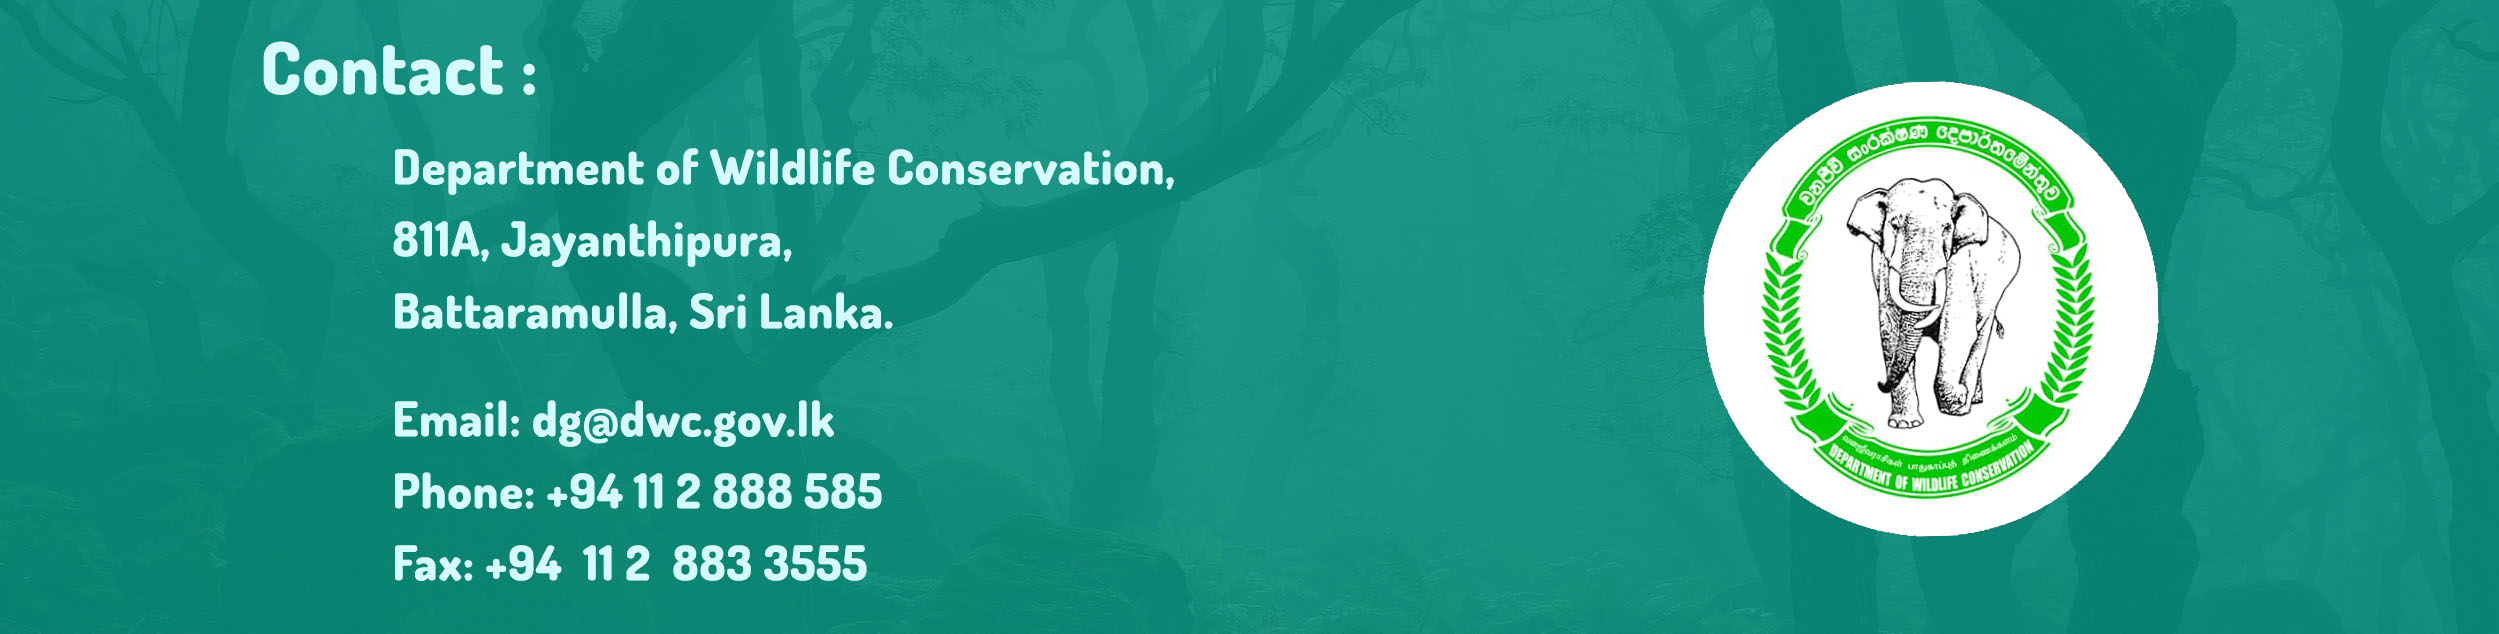 Contact :
Department of Wildlife Conservation,
811A, Jayanthipura,
Battaramulla, Sri Lanka.
Email: dg@dwc.gov.lk
Phone: +94 11 2 888 585
Fax: +94 11 2 883 3555
වනජීවී සංරක්ෂණ දෙපාර්තමේන්තුව
வனஜீவராசிகள் பாதுகாப்புத் திணைக்களம்
DEPARTMENT OF WILDLIFE CONSERVATION